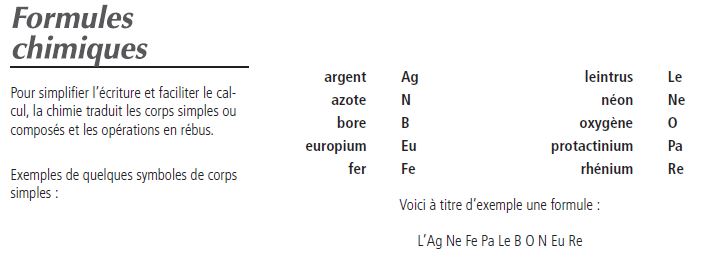 Formules
chimiques
Pour simplifier l'écriture et faciliter le cal-
cul, la chimie traduit les corps simples ou
composés et les opérations en rébus.
Exemples de quelques symboles de corps
simples :
argent Ag
azote N
bore B
europium Eu
fer Fe
leintrus Le
néon Ne
oxygène O
protactinium Pa
rhénium Re
Voici à titre d'exemple une formule :
L'Ag Ne Fe Pa Le B O N Eu Re